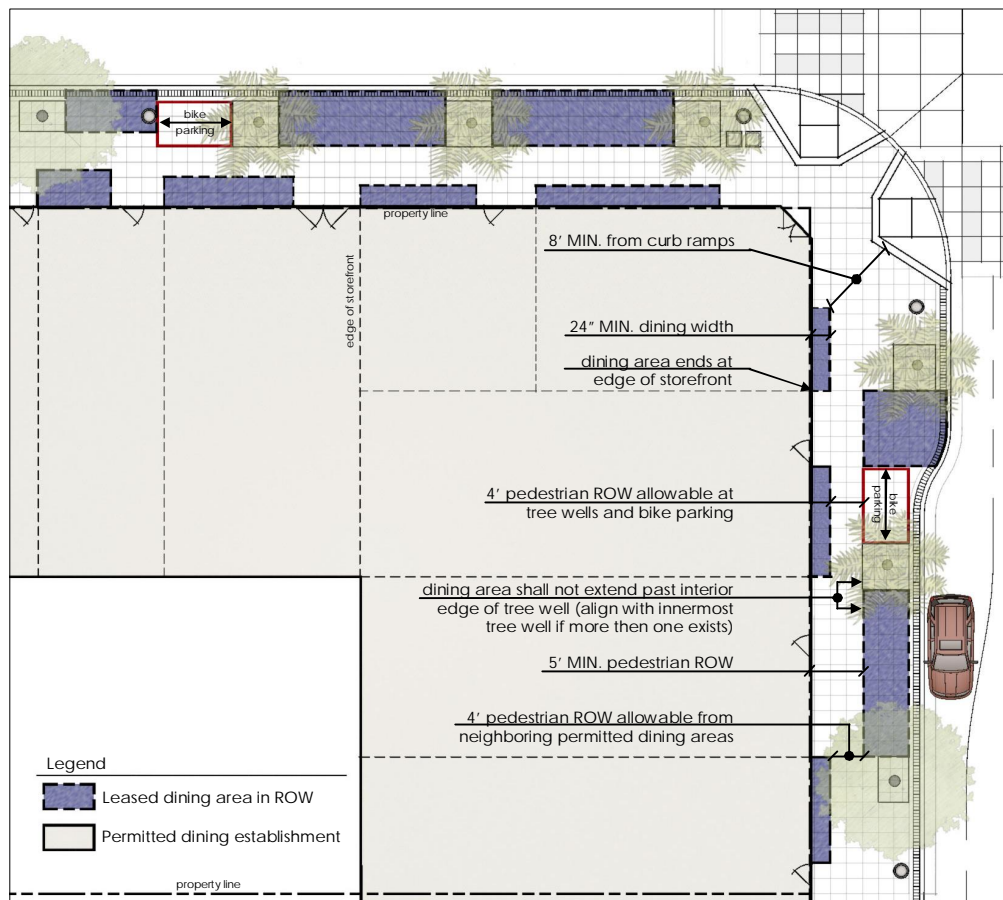 bike
parking
property line
edge of storefront
8' MIN. from curb ramps
24" MIN. dining width
dining area ends at
edge of storefront
4' pedestrian ROW allowable at
tree wells and bike parking
bike
parking
dining area shall not extend past interior
edge of tree well (align with innermost
tree well if more then one exists)
5' MIN. pedestrian ROW
4' pedestrian ROW allowable from
neighboring permitted dining areas
Legend
Leased dining area in ROW
Permitted dining establishment
property line